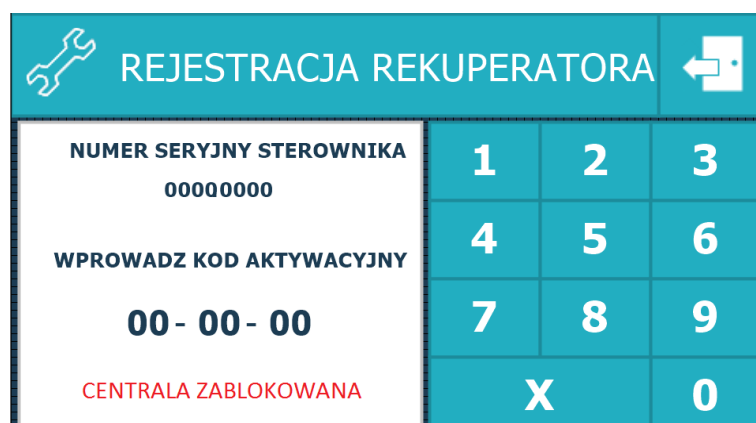 REJESTRACJA REKUPERATORA
NUMER SERYJNY STEROWNIKA
00000000
WPROWADZ KOD AKTYWACYJNY
00 - 00 - 00
CENTRALA ZABLOKOWANA
1 2 3
4 5 6
7 8 9
X 0